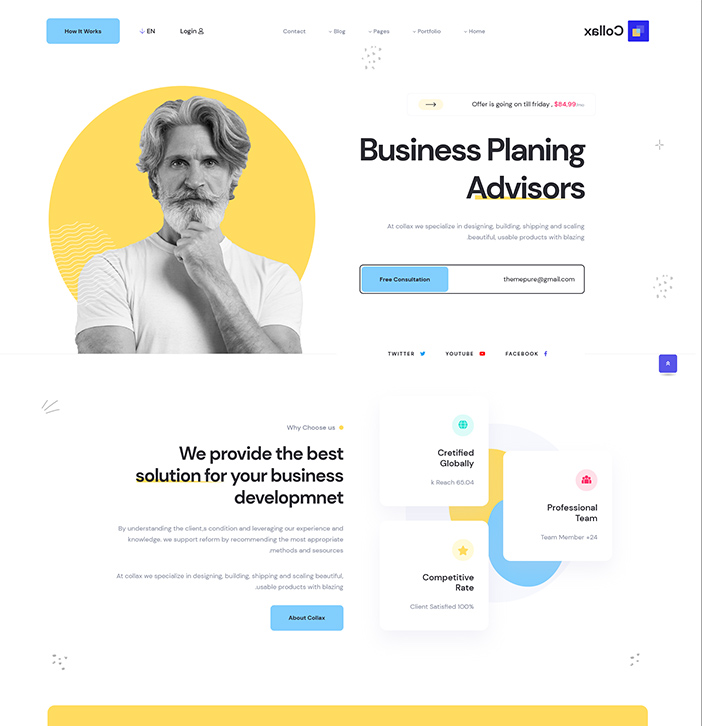 How It Works
EN
Login
Contact
Blog
Pages
Portfolio
Home
Collax
Offer is going on till friday , $84.99/Mo
Business Planing
Advisors
At collax we specialize in designing, building, shipping and scaling
.beautiful, usable products with blazing
Free Consultation
themepure@gmail.com
TWITTER
YOUTUBE
FACEBOOK
Why Choose us
We provide the best
solution for your business
developmnet
By understanding the client,s condition and leveraging our experience and
knowledge, we support reform by recommending the most appropriate
.methods and sesources
At collax we specialize in designing, building, shipping and scaling beautiful,
.usable products with blazing
About Collax
Cretified
Globally
k Reach 65.04
Professional
Team
Team Member +24
Competitive
Rate
Client Satisfied 100%